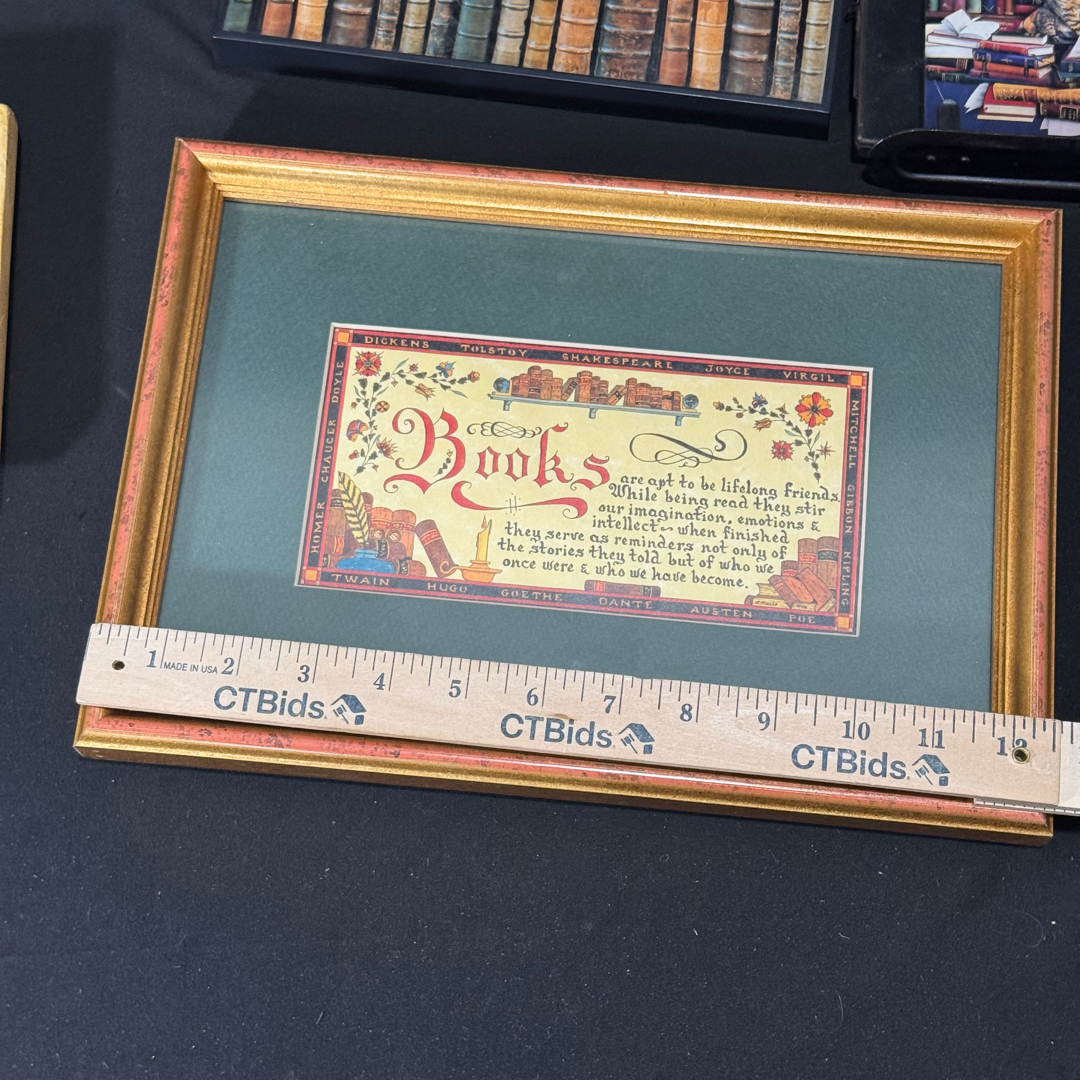 DICKENS TOLSTOY SHAKESPEARE JOYCE VIRGIL
HOMER CHAUCER DOYLE
MITCHELL GIBBON KIPLING
Books
are apt to be lifelong friends.
While being read they stir
our imagination, emotions &
intellect~when finished
they serve as reminders not only of
the stories they told but of who we
once were & who we have become.
TWAIN HUGO GOETHE DANTE AUSTEN POE
1 MADE IN USA 2 3 4 5 6 7 8 9 10 11 12
CTBids CTBids CTBids